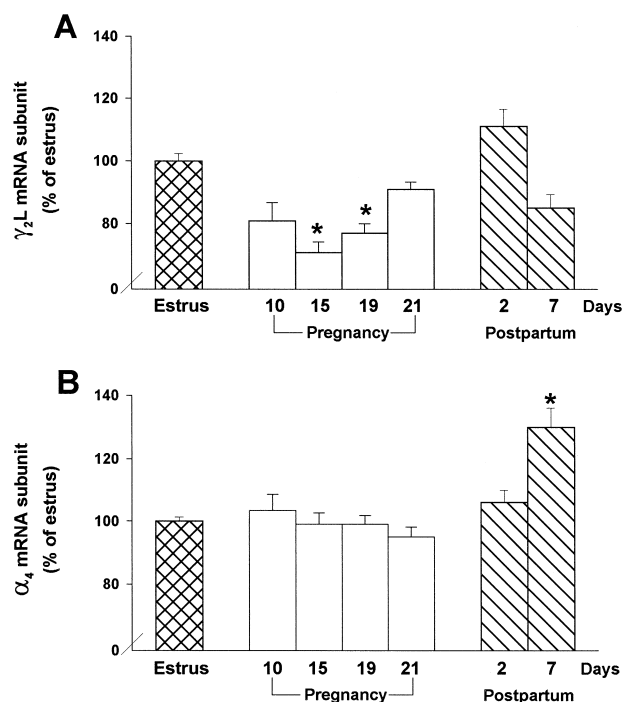 A
γ2L mRNA subunit
(% of estrus)
140
120
100
80
0
Estrus
10 15 19 21 2 7 Days
* *
Pregnancy Postpartum
B
α4 mRNA subunit
(% of estrus)
140
120
100
80
0
*
Estrus
10 15 19 21 2 7 Days
Pregnancy Postpartum